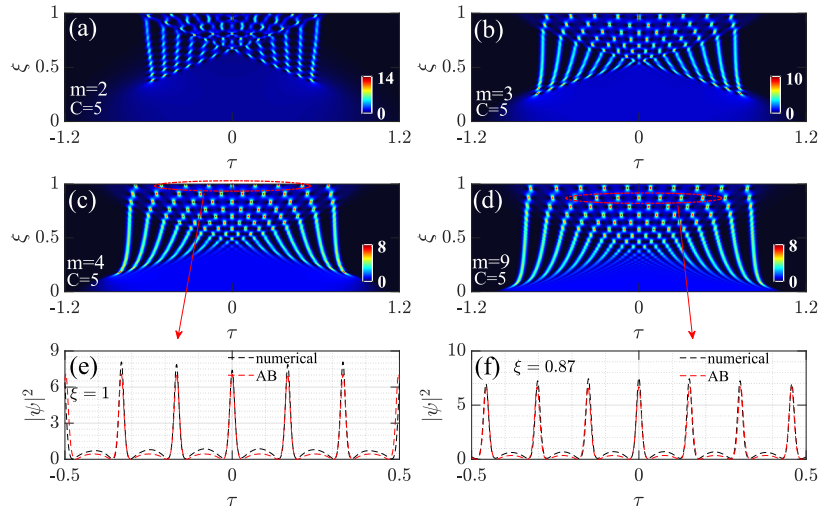 1 (a) 14 0 m=2 C=5
ξ 0.5 0
-1.2 0 1.2
τ
1 (b) 10 0 m=3 C=5
ξ 0.5 0
-1.2 0 1.2
τ
1 (c) 8 0 m=4 C=5
ξ 0.5 0
-1.2 0 1.2
τ
1 (d) 8 0 m=9 C=5
ξ 0.5 0
-1.2 0 1.2
τ
9 (e) numerical
6 AB
ξ = 1
|ψ|²
3
0
-0.5 0 0.5
τ
10 (f) ξ = 0.87 numerical
AB
|ψ|²
5
0
-0.5 0 0.5
τ